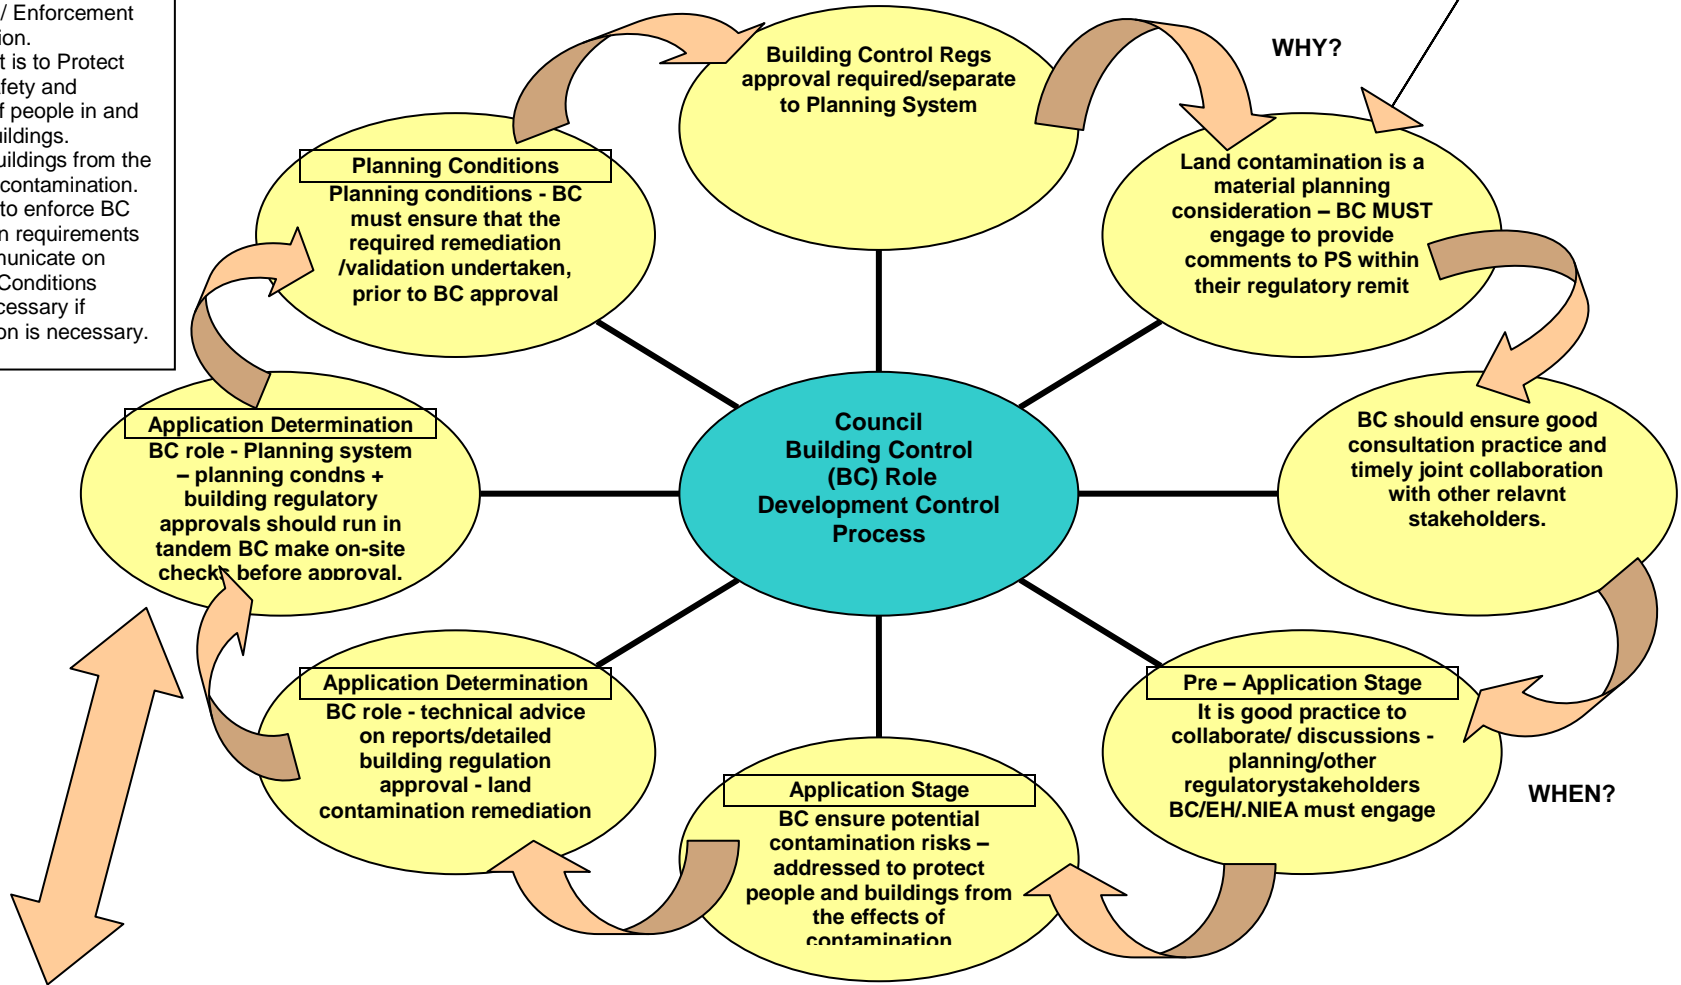 / Enforcement
ion.
t is to Protect
afety and
f people in and
uildings.
uildings from the
contamination.
to enforce BC
n requirements
municate on
Conditions
cessary if
on is necessary.
Building Control Regs
approval required/separate
to Planning System
WHY?
Land contamination is a
material planning
consideration – BC MUST
engage to provide
comments to PS within
their regulatory remit
BC should ensure good
consultation practice and
timely joint collaboration
with other relavnt
stakeholders.
WHEN?
Pre – Application Stage
It is good practice to
collaborate/ discussions -
planning/other
regulatorystakeholders
BC/EH/.NIEA must engage
Application Stage
BC ensure potential
contamination risks –
addressed to protect
people and buildings from
the effects of
contamination
Application Determination
BC role - technical advice
on reports/detailed
building regulation
approval - land
contamination remediation
Application Determination
BC role - Planning system
– planning condns +
building regulatory
approvals should run in
tandem BC make on-site
checks before approval.
Planning Conditions
Planning conditions - BC
must ensure that the
required remediation
/validation undertaken,
prior to BC approval
Council
Building Control
(BC) Role
Development Control
Process